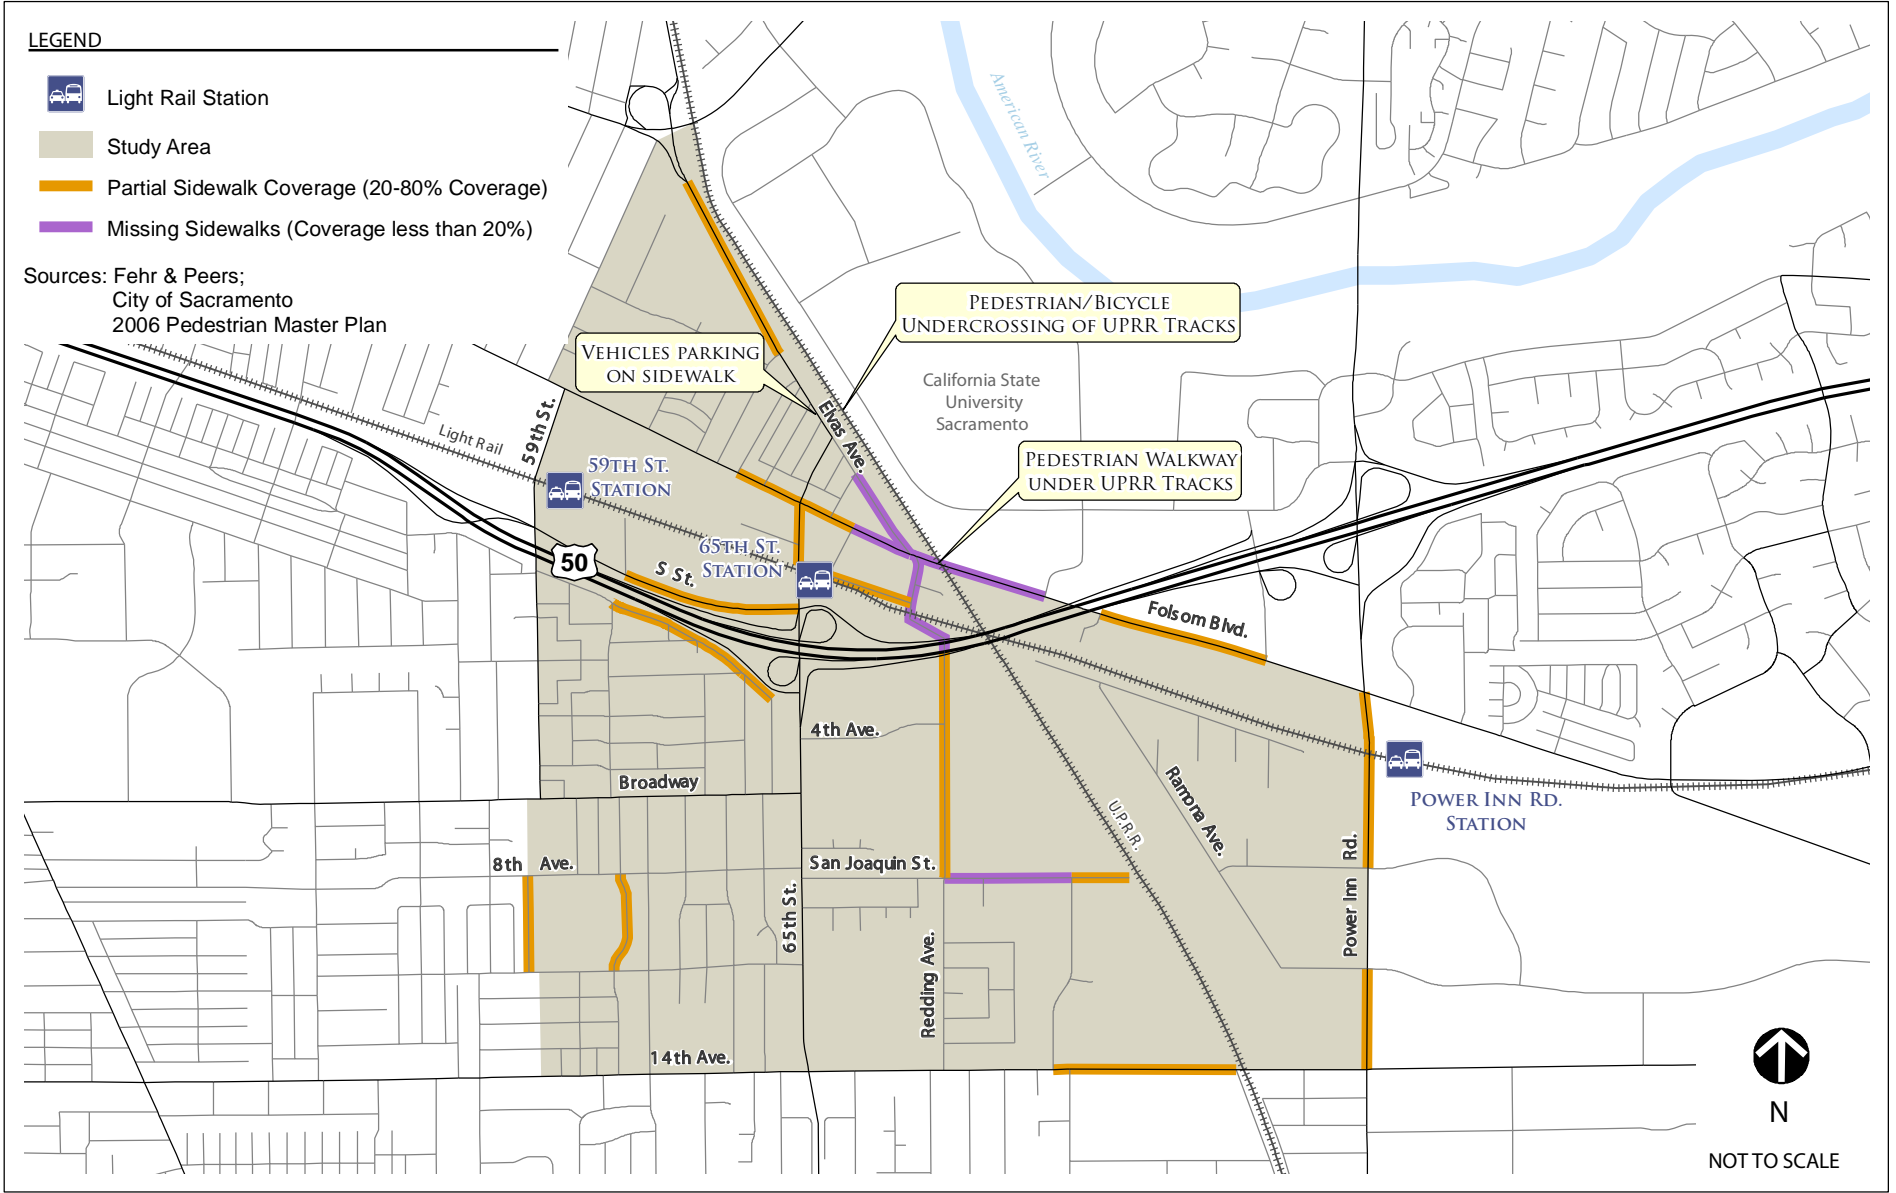 LEGEND
Light Rail Station
Study Area
Partial Sidewalk Coverage (20-80% Coverage)
Missing Sidewalks (Coverage less than 20%)
Sources: Fehr & Peers;
City of Sacramento
2006 Pedestrian Master Plan
American River
PEDESTRIAN/BICYCLE
UNDERCROSSING OF UPRR TRACKS
VEHICLES PARKING
ON SIDEWALK
California State
University
Sacramento
Elvas Ave.
59th St.
Light Rail
PEDESTRIAN WALKWAY
UNDER UPRR TRACKS
59TH ST.
STATION
65TH ST.
STATION
50
S St.
Folsom Blvd.
4th Ave.
Broadway
Ramona Ave.
U.P.R.R.
POWER INN RD.
STATION
8th Ave.
San Joaquin St.
65th St.
Redding Ave.
Power Inn Rd.
14th Ave.
N
NOT TO SCALE